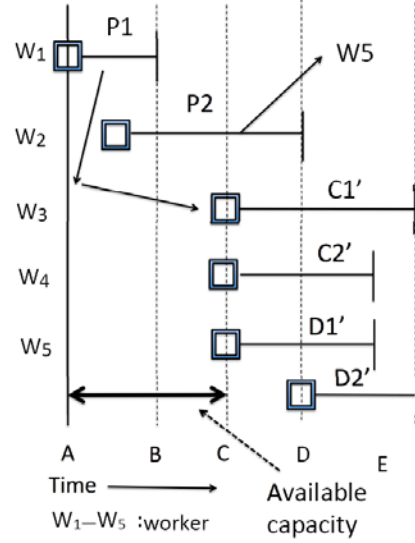 P1
W1
W5
P2
W2
C1'
W3
C2'
W4
D1'
W5
D2'
A B C D E
Time
Available
capacity
W1–W5 :worker